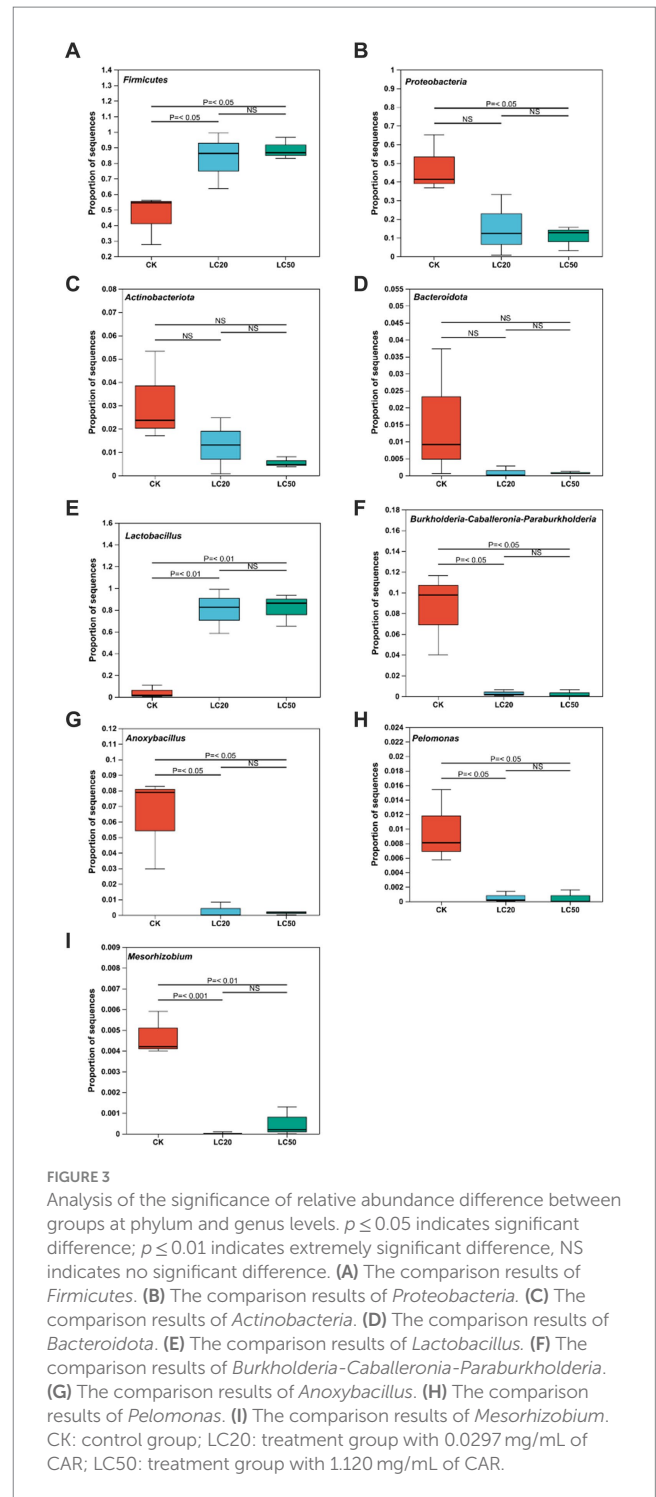 A
Firmicutes
Proportion of sequences
1.4
1.3
1.2
1.1
1
0.9
0.8
0.7
0.6
0.5
0.4
0.3
0.2
P=< 0.05
NS
P=< 0.05
CK
LC20
LC50
B
Proteobacteria
Proportion of sequences
1
0.9
0.8
0.7
0.6
0.5
0.4
0.3
0.2
0.1
0
P=< 0.05
NS
NS
CK
LC20
LC50
C
Actinobacteriota
Proportion of sequences
0.08
0.07
0.06
0.05
0.04
0.03
0.02
0.01
0
NS
NS
NS
CK
LC20
LC50
D
Bacteroidota
Proportion of sequences
0.055
0.05
0.045
0.04
0.035
0.03
0.025
0.02
0.015
0.01
0.005
0
NS
NS
NS
CK
LC20
LC50
E
Lactobacillus
Proportion of sequences
1.6
1.4
1.2
1
0.8
0.6
0.4
0.2
0
P=< 0.01
NS
P=< 0.01
CK
LC20
LC50
F
Burkholderia-Caballeronia-Paraburkholderia
Proportion of sequences
0.18
0.16
0.14
0.12
0.1
0.08
0.06
0.04
0.02
0
P=< 0.05
P=< 0.05
NS
CK
LC20
LC50
G
Anoxybacillus
Proportion of sequences
0.12
0.11
0.1
0.09
0.08
0.07
0.06
0.05
0.04
0.03
0.02
0.01
0
P=< 0.05
NS
P=< 0.05
CK
LC20
LC50
H
Pelomonas
Proportion of sequences
0.024
0.022
0.02
0.018
0.016
0.014
0.012
0.01
0.008
0.006
0.004
0.002
0
P=< 0.05
NS
P=< 0.05
CK
LC20
LC50
I
Mesorhizobium
Proportion of sequences
0.009
0.008
0.007
0.006
0.005
0.004
0.003
0.002
0.001
0
P=< 0.01
NS
P=< 0.001
CK
LC20
LC50
FIGURE 3
Analysis of the significance of relative abundance difference between
groups at phylum and genus levels. p ≤ 0.05 indicates significant
difference; p ≤ 0.01 indicates extremely significant difference, NS
indicates no significant difference. (A) The comparison results of
Firmicutes. (B) The comparison results of Proteobacteria. (C) The
comparison results of Actinobacteria. (D) The comparison results of
Bacteroidota. (E) The comparison results of Lactobacillus. (F) The
comparison results of Burkholderia-Caballeronia-Paraburkholderia.
(G) The comparison results of Anoxybacillus. (H) The comparison
results of Pelomonas. (I) The comparison results of Mesorhizobium.
CK: control group; LC20: treatment group with 0.0297 mg/mL of
CAR; LC50: treatment group with 1.120 mg/mL of CAR.